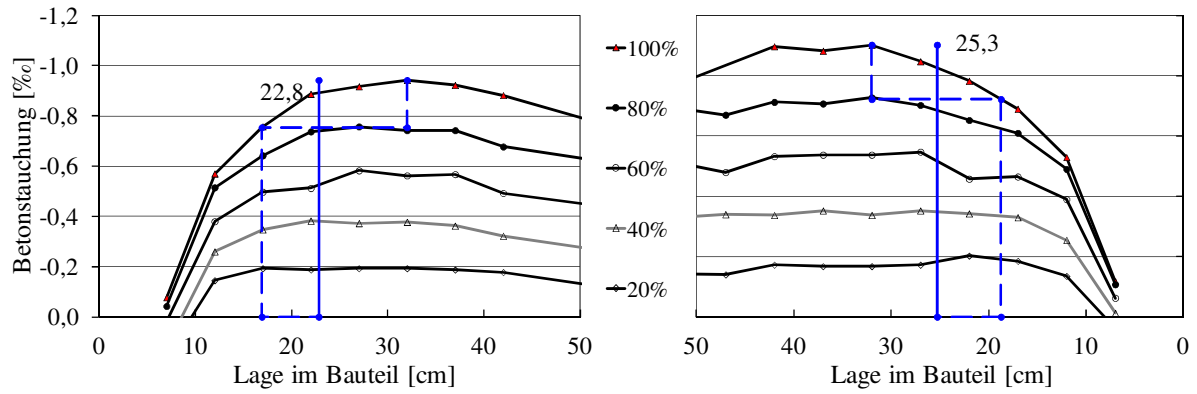 -1,2
-1,0
-0,8
-0,6
-0,4
-0,2
0,0
Betonstauchung [‰]
22,8
0 10 20 30 40 50
Lage im Bauteil [cm]
100%
80%
60%
40%
20%
25,3
50 40 30 20 10 0
Lage im Bauteil [cm]